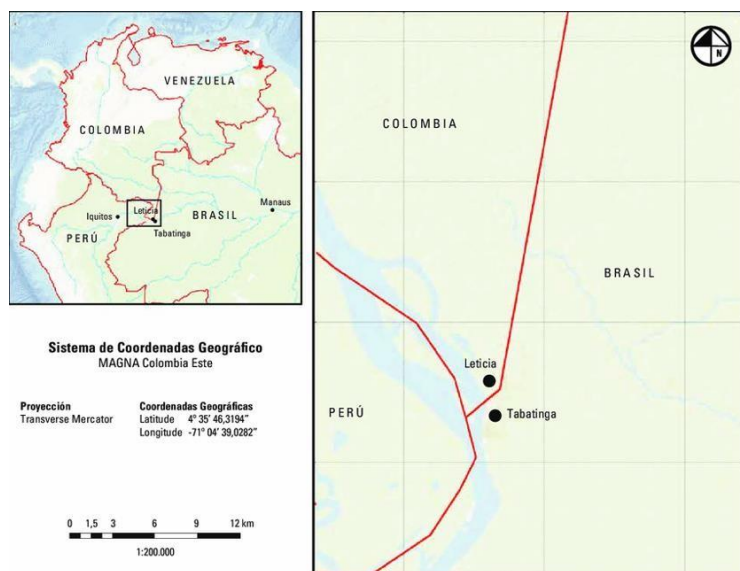 VENEZUELA
COLOMBIA
Manaus
Leticia
Iquitos
BRASIL
Tabatinga
PERÚ
Sistema de Coordenadas Geográfico
MAGNA Colombia Este
Proyección
Transverse Mercator
Coordenadas Geográficas
Latitude 4º 35´ 46,3194”
Longitude -71º 04´ 39,0282”
0 1,5 3 6 9 12 km
1:200.000
N
COLOMBIA
BRASIL
Leticia
PERÚ
Tabatinga